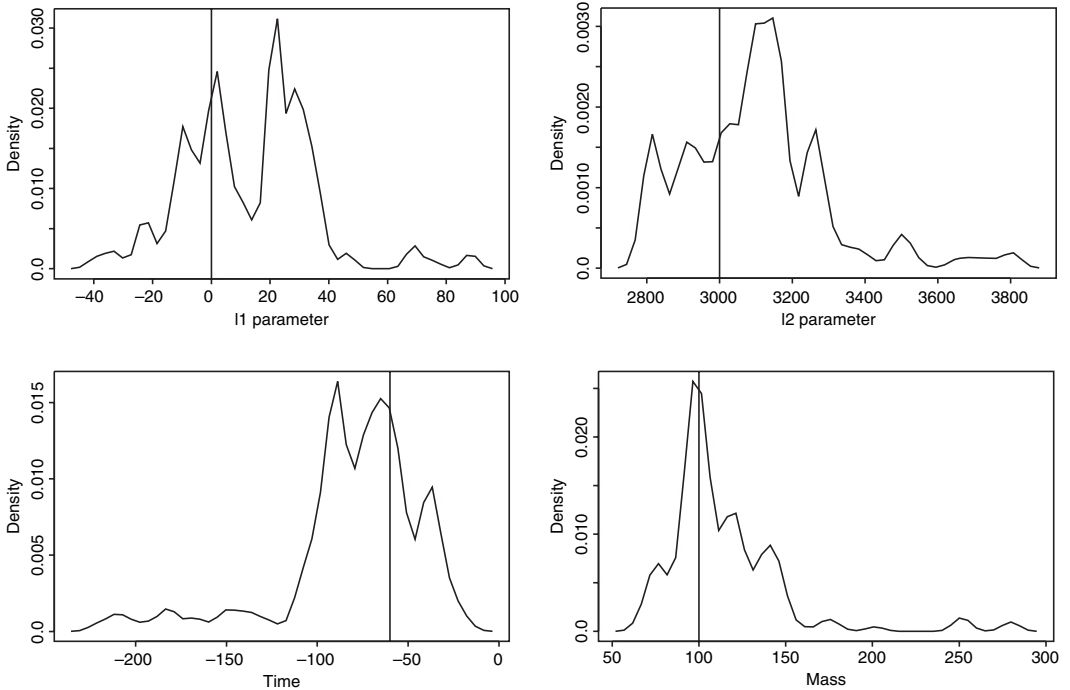 Density
0.0 0.010 0.020 0.030
–40 –20 0 20 40 60 80 100
l1 parameter
Density
0.0 0.0010 0.0020 0.0030
2800 3000 3200 3400 3600 3800
l2 parameter
Density
0.0 0.005 0.010 0.015
–200 –150 –100 –50 0
Time
Density
0.0 0.010 0.020
50 100 150 200 250 300
Mass